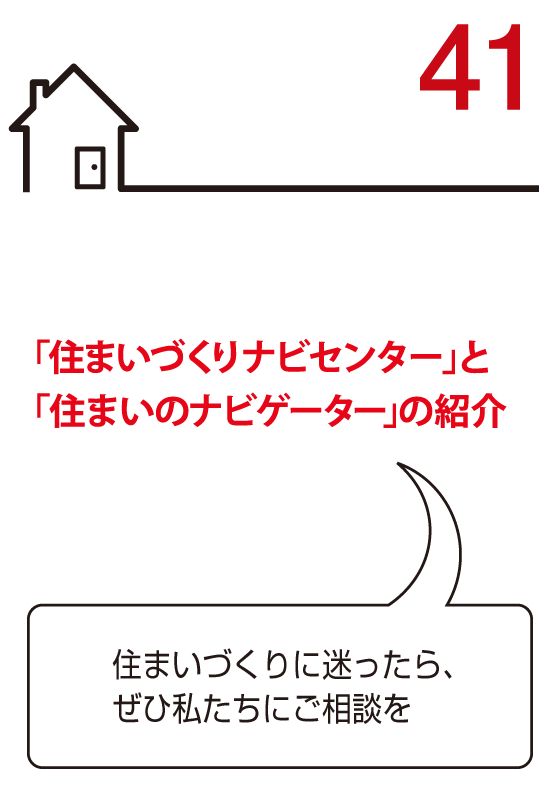 41
「住まいづくりナビセンター」と
「住まいのナビゲーター」の紹介
住まいづくりに迷ったら、
ぜひ私たちにご相談を